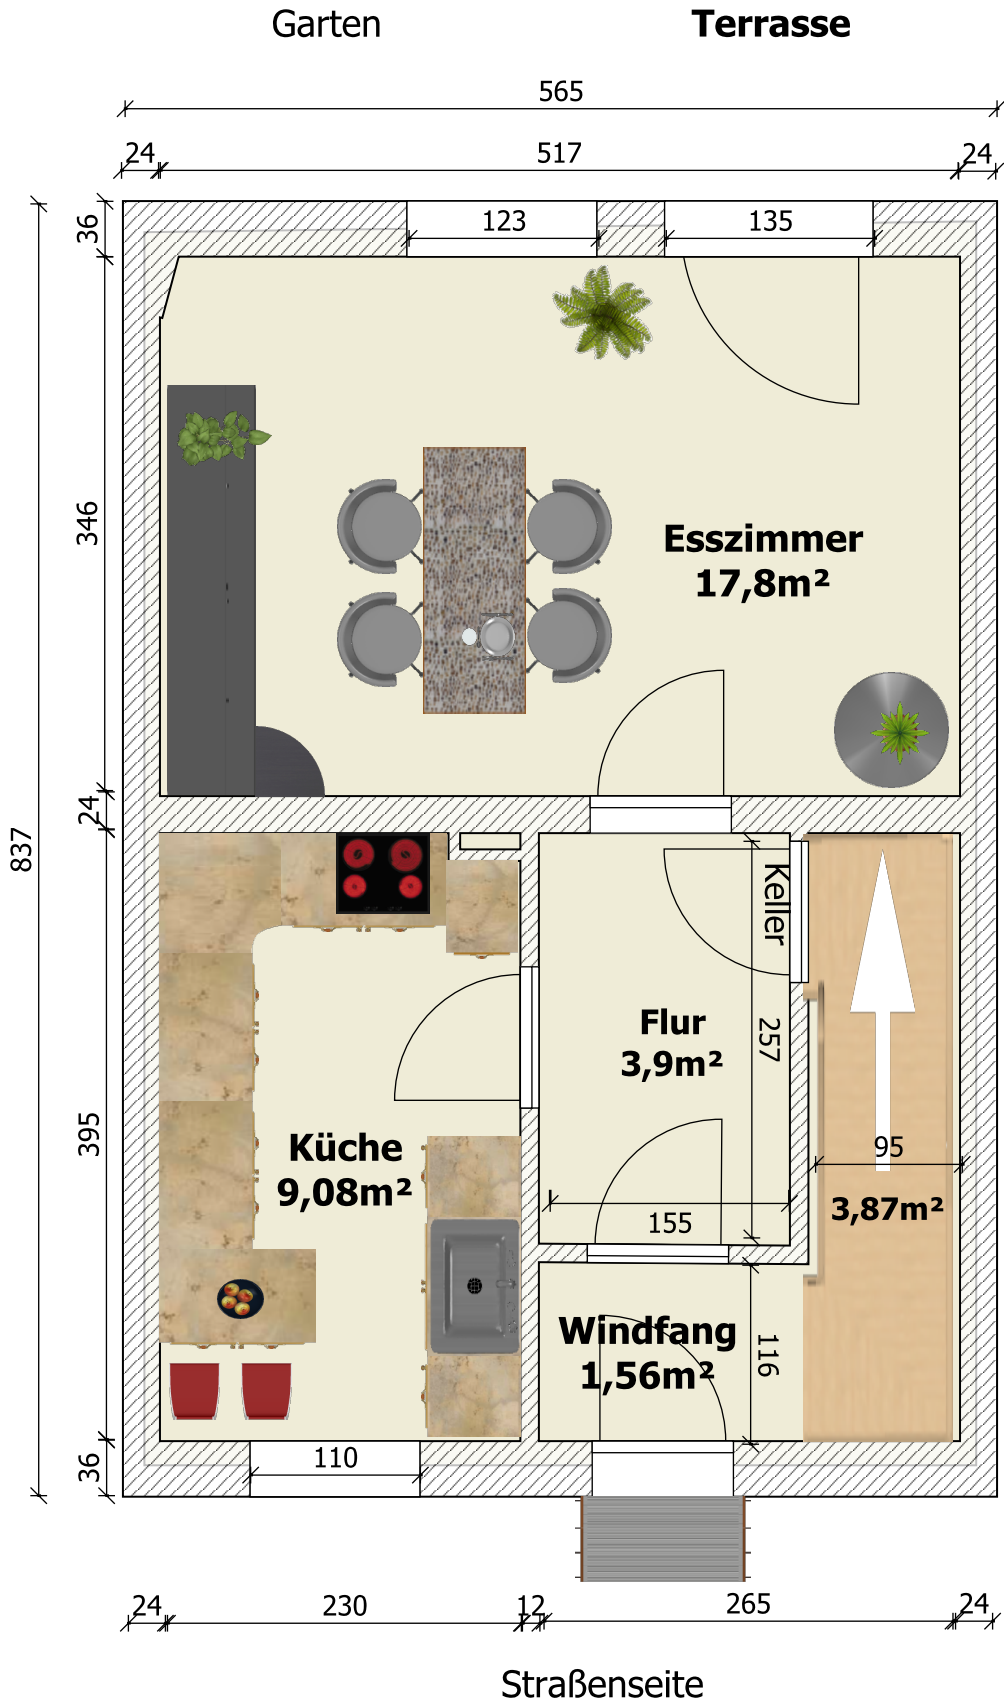 Garten
Terrasse
565
24
517
24
36
123
135
346
Esszimmer
17,8m²
24
837
Keller
Flur
3,9m²
257
395
Küche
9,08m²
95
3,87m²
155
Windfang
1,56m²
116
36
110
24
230
12
265
24
Straßenseite